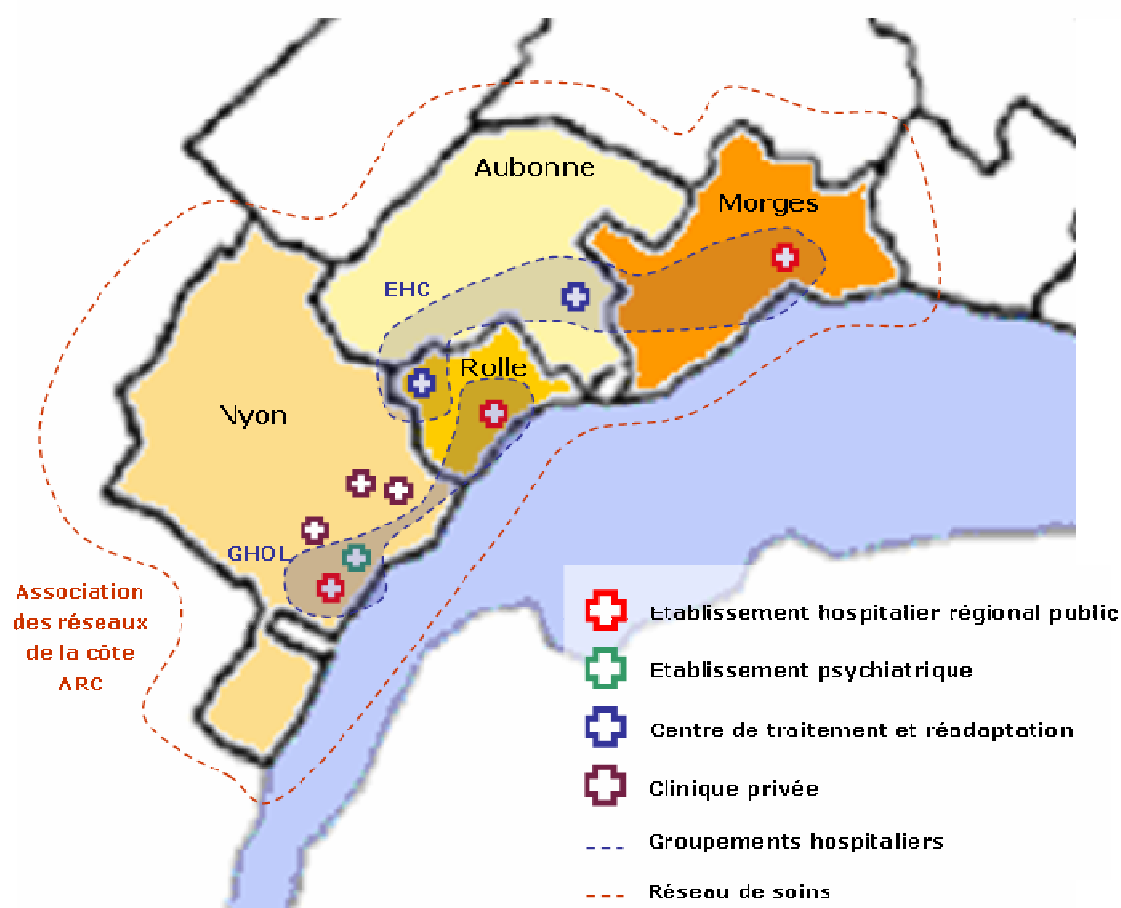 Aubonne
Morges
EHC
Rolle
Nyon
GHOL
Association
des réseaux
de la côte
ARC
Etablissement hospitalier régional public
Etablissement psychiatrique
Centre de traitement et réadaptation
Clinique privée
Groupements hospitaliers
Réseau de soins